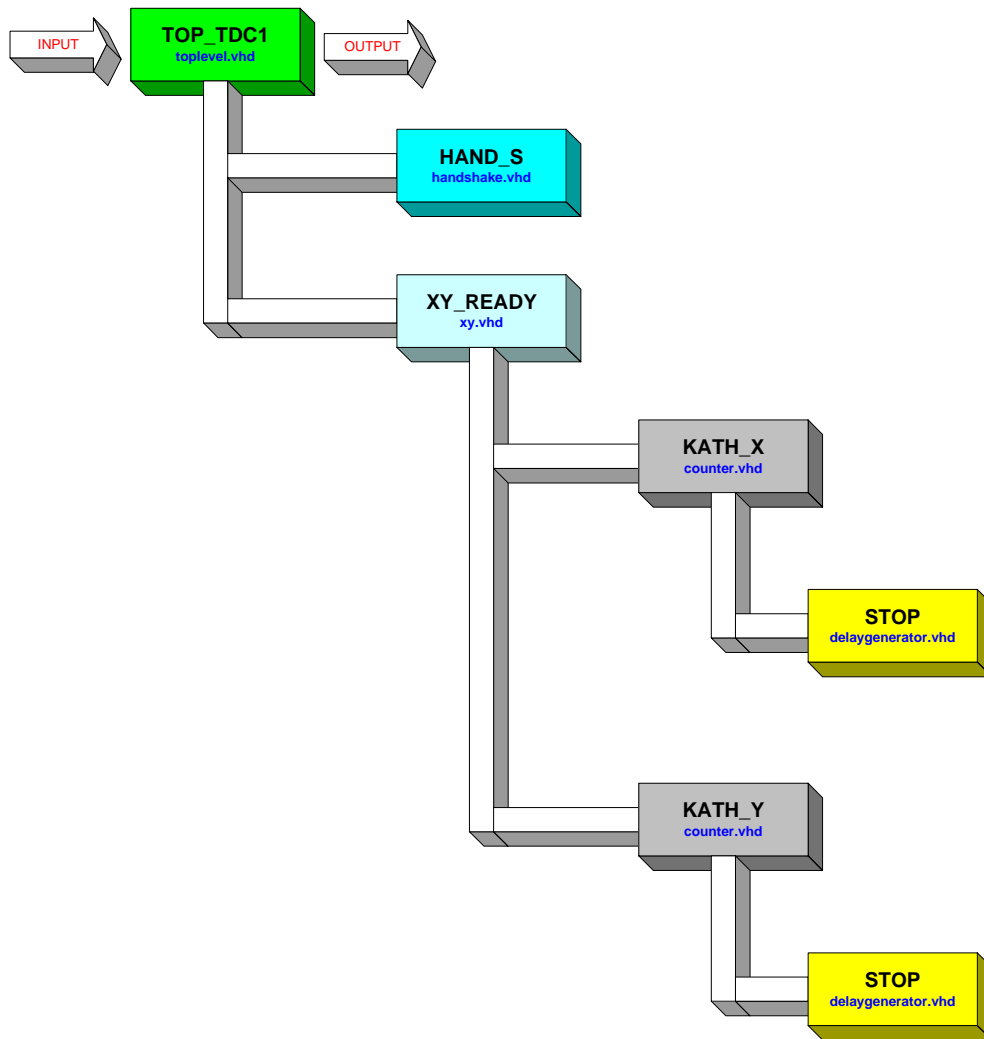 INPUT
TOP_TDC1
toplevel.vhd
OUTPUT
HAND_S
handshake.vhd
XY_READY
xy.vhd
KATH_X
counter.vhd
STOP
delaygenerator.vhd
KATH_Y
counter.vhd
STOP
delaygenerator.vhd